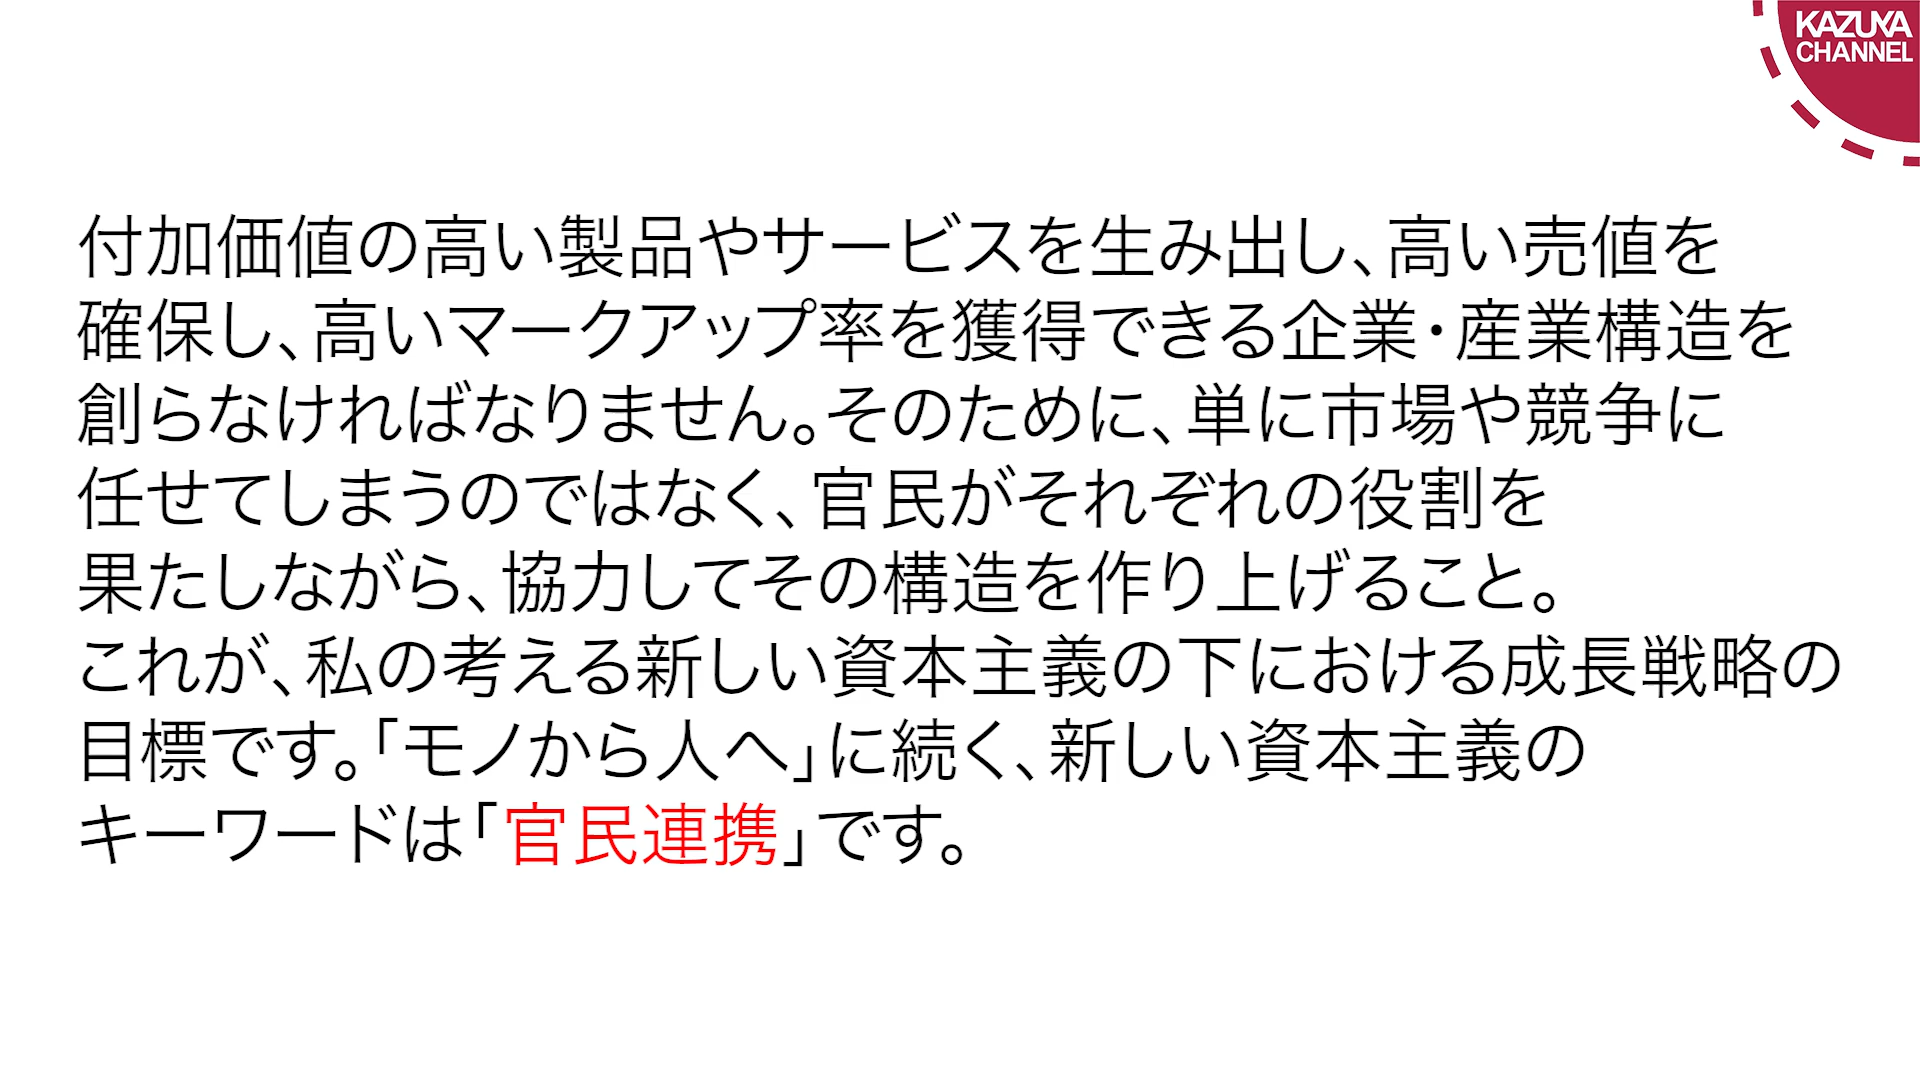 KAZUYA
CHANNEL
付加価値の高い製品やサービスを生み出し、高い売値を
確保し、高いマークアップ率を獲得できる企業・産業構造を
創らなければなりません。そのために、単に市場や競争に
任せてしまうのではなく、官民がそれぞれの役割を
果たしながら、協力してその構造を作り上げること。
これが、私の考える新しい資本主義の下における成長戦略の
目標です。「モノから人へ」に続く、新しい資本主義の
キーワードは「官民連携」です。